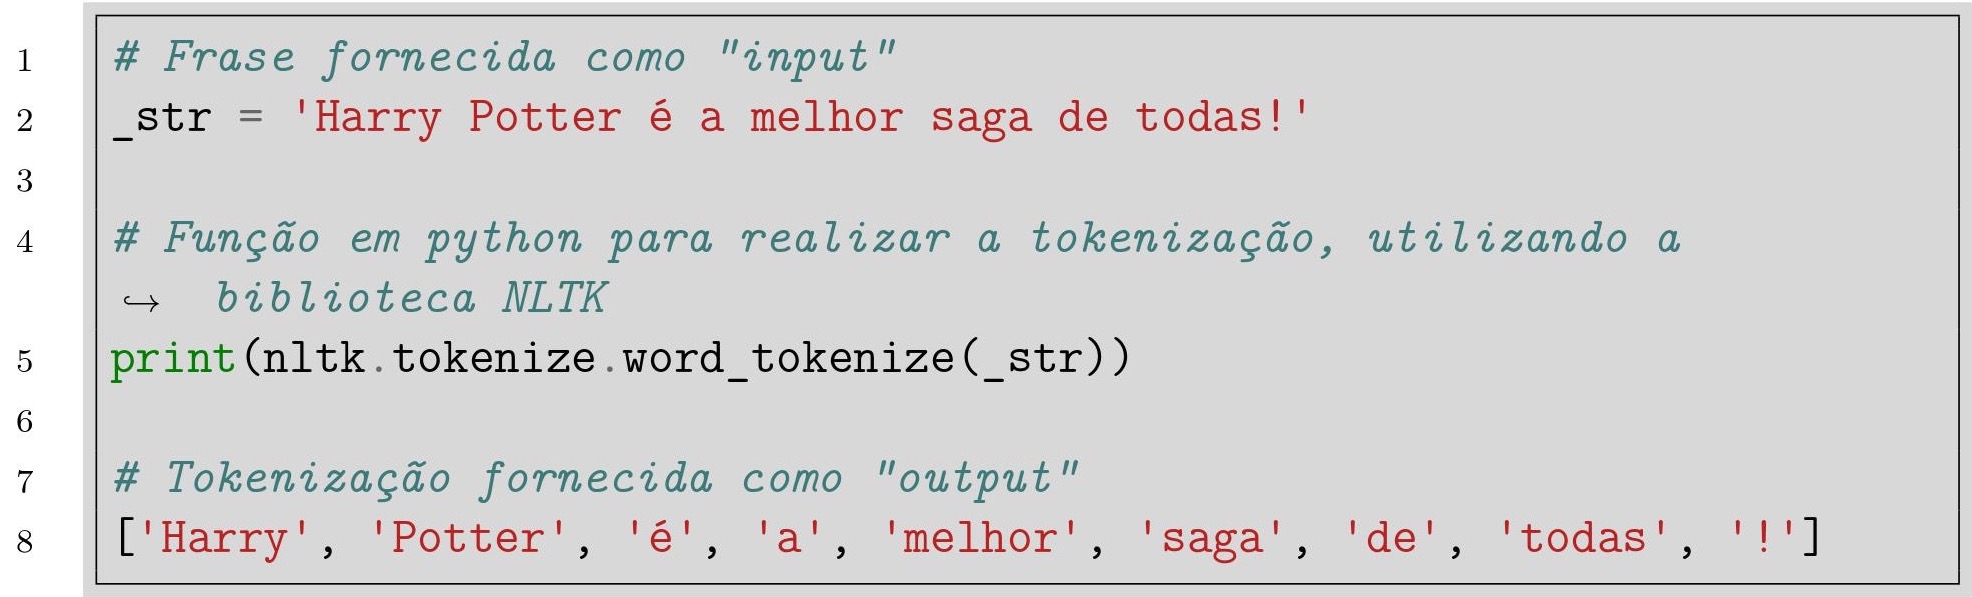 1 # Frase fornecida como "input"
2 _str = 'Harry Potter é a melhor saga de todas!'
3
4 # Função em python para realizar a tokenização, utilizando a
↪ biblioteca NLTK
5 print(nltk.tokenize.word_tokenize(_str))
6
7 # Tokenização fornecida como "output"
8 ['Harry', 'Potter', 'é', 'a', 'melhor', 'saga', 'de', 'todas', '!']